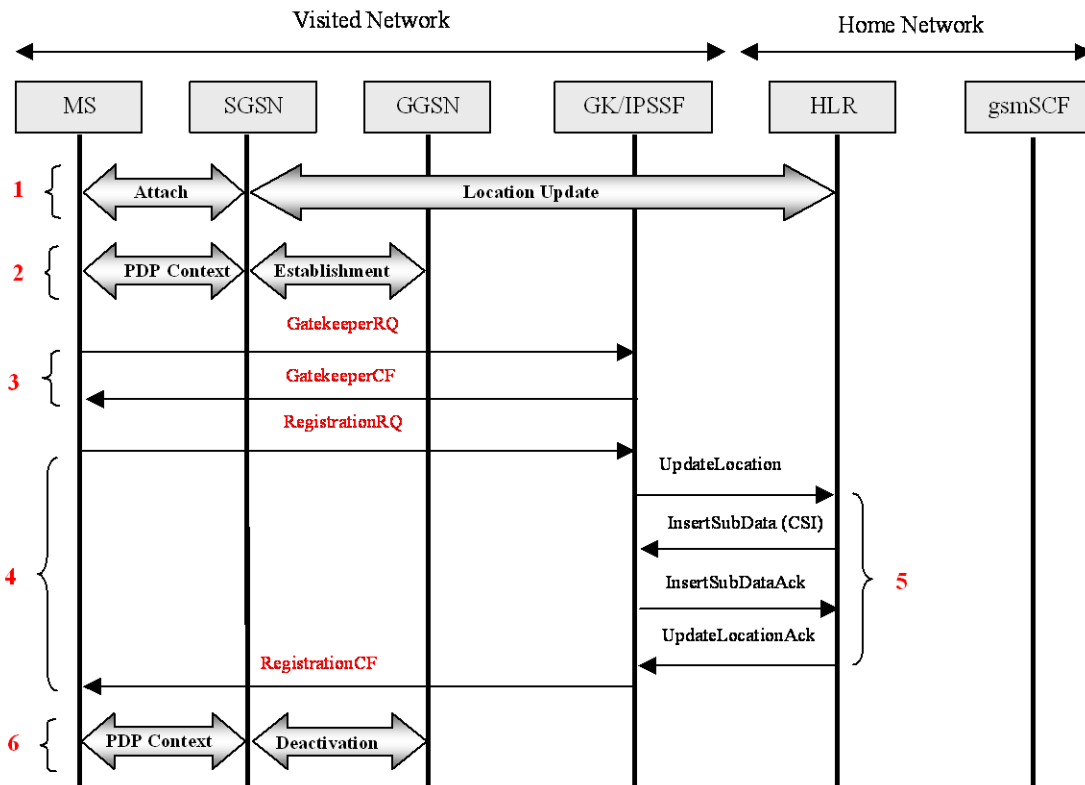 Visited Network
Home Network
MS
SGSN
GGSN
GK/IPSSF
HLR
gsmSCF
1
Attach
Location Update
2
PDP Context
Establishment
GatekeeperRQ
3
GatekeeperCF
RegistrationRQ
UpdateLocation
InsertSubData (CSI)
4
InsertSubDataAck
5
UpdateLocationAck
RegistrationCF
6
PDP Context
Deactivation